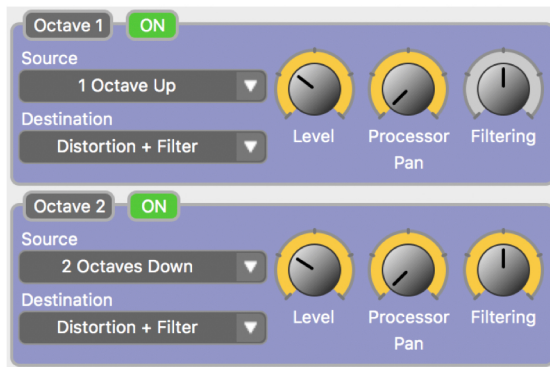 Octave 1 ON
Source
1 Octave Up
Destination
Distortion + Filter
Level Processor Filtering
Pan
Octave 2 ON
Source
2 Octaves Down
Destination
Distortion + Filter
Level Processor Filtering
Pan